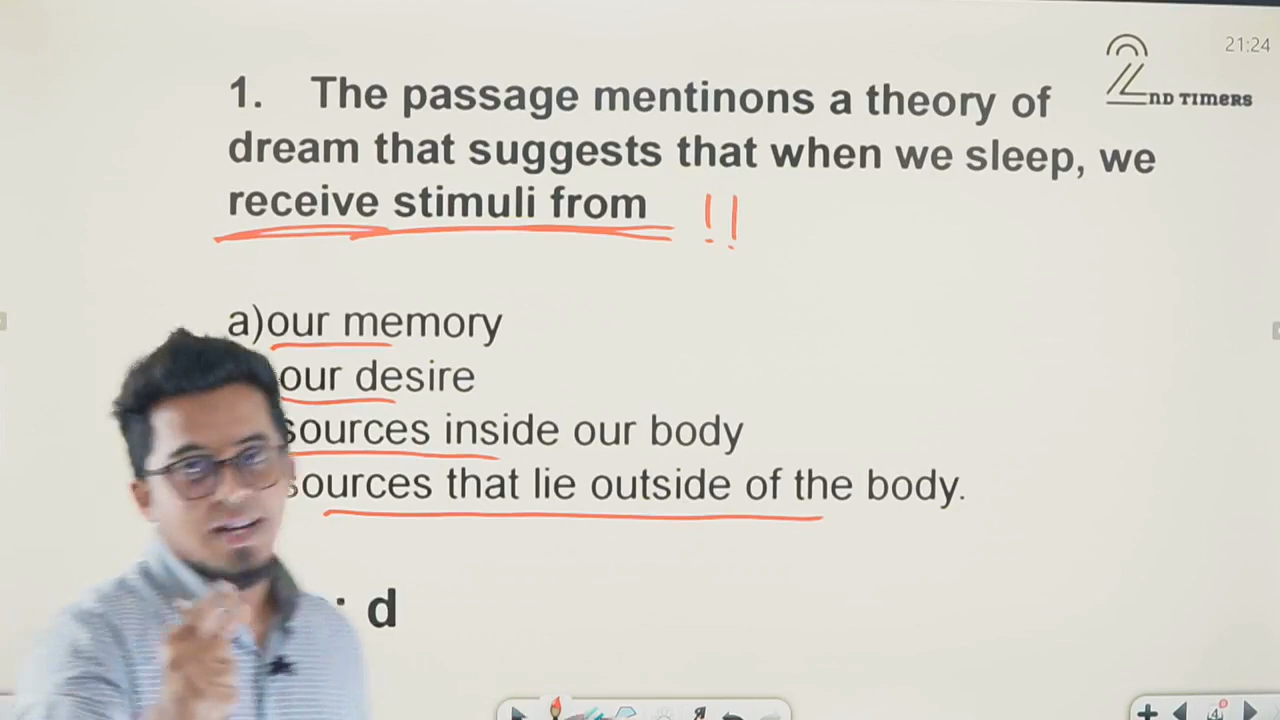 21:24
2ND TIMERS
1. The passage mentinons a theory of
dream that suggests that when we sleep, we
receive stimuli from !!
a)our memory
our desire
sources inside our body
sources that lie outside of the body.
: d
4